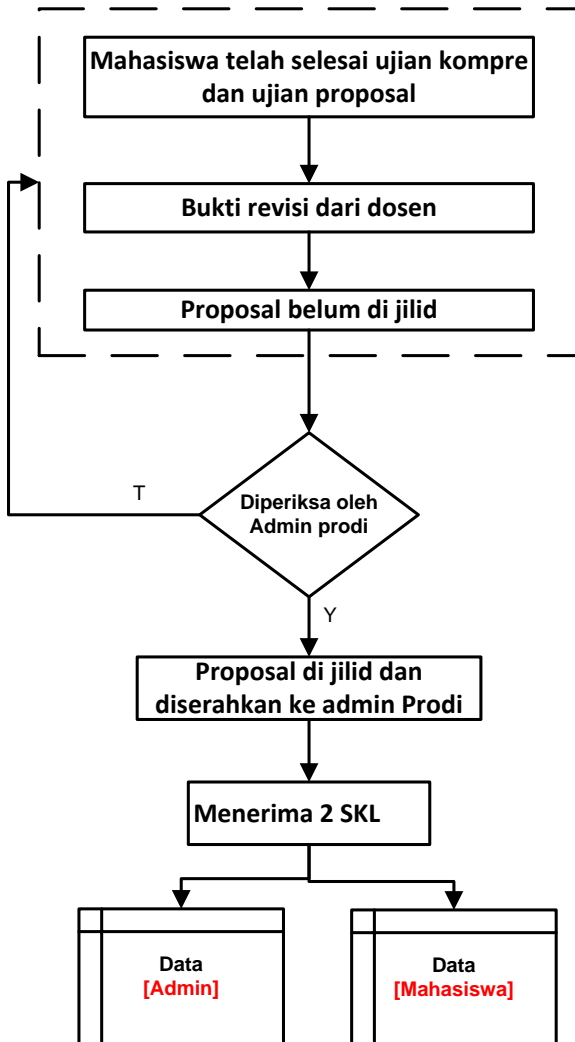 Mahasiswa telah selesai ujian kompre
dan ujian proposal
Bukti revisi dari dosen
Proposal belum di jilid
T
Diperiksa oleh
Admin prodi
Y
Proposal di jilid dan
diserahkan ke admin Prodi
Menerima 2 SKL
Data
[Admin]
Data
[Mahasiswa]